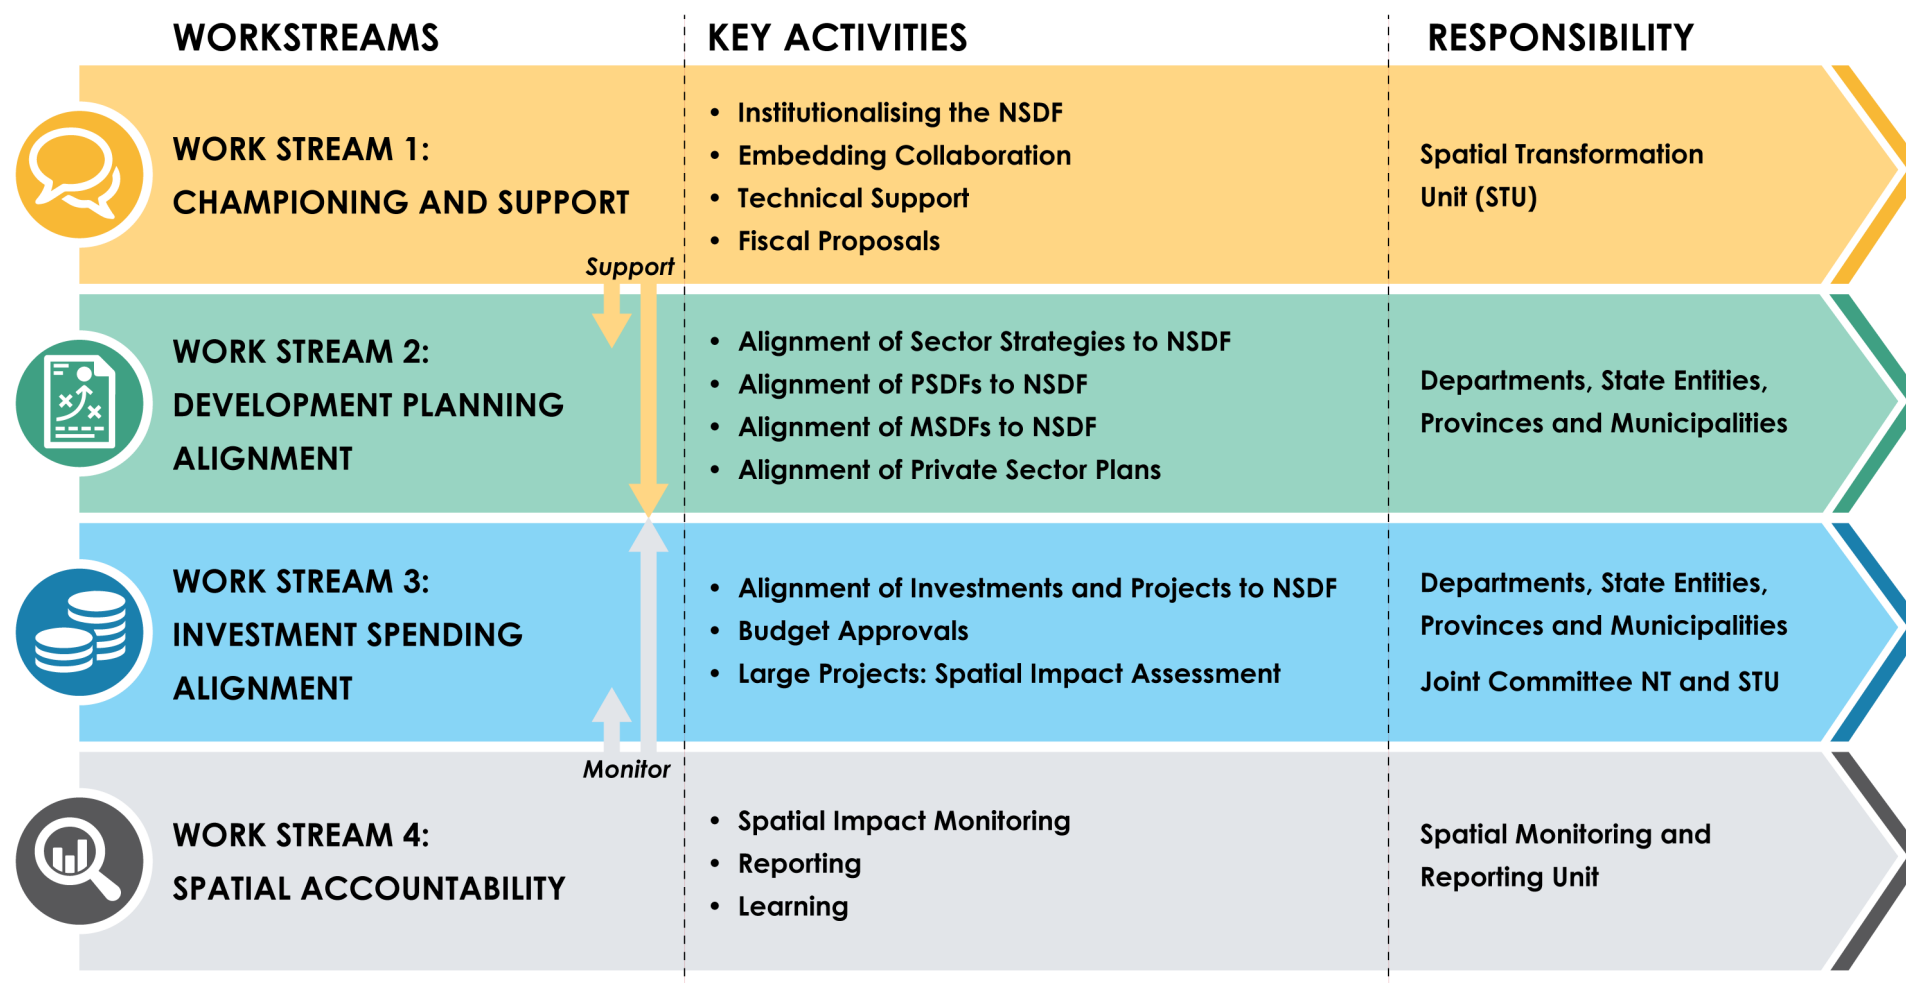 WORKSTREAMS
KEY ACTIVITIES
RESPONSIBILITY
WORK STREAM 1:
CHAMPIONING AND SUPPORT
• Institutionalising the NSDF
• Embedding Collaboration
• Technical Support
• Fiscal Proposals
Spatial Transformation
Unit (STU)
Support
WORK STREAM 2:
DEVELOPMENT PLANNING
ALIGNMENT
• Alignment of Sector Strategies to NSDF
• Alignment of PSDFs to NSDF
• Alignment of MSDFs to NSDF
• Alignment of Private Sector Plans
Departments, State Entities,
Provinces and Municipalities
WORK STREAM 3:
INVESTMENT SPENDING
ALIGNMENT
• Alignment of Investments and Projects to NSDF
• Budget Approvals
• Large Projects: Spatial Impact Assessment
Departments, State Entities,
Provinces and Municipalities
Joint Committee NT and STU
Monitor
WORK STREAM 4:
SPATIAL ACCOUNTABILITY
• Spatial Impact Monitoring
• Reporting
• Learning
Spatial Monitoring and
Reporting Unit